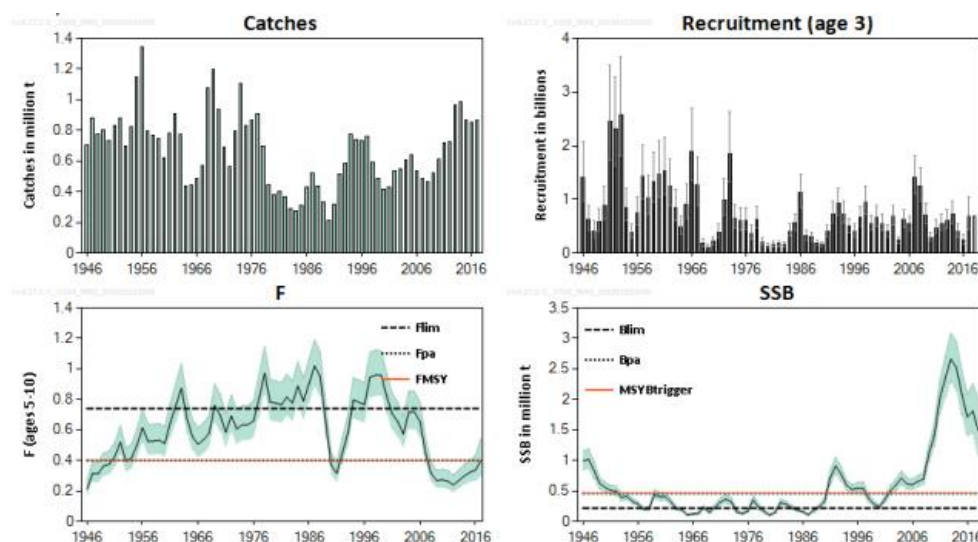 Catches
Catches in million t
1.4
1.2
1
0.8
0.6
0.4
0.2
0
1946 1956 1966 1976 1986 1996 2006 2016
Recruitment (age 3)
Recruitment in billions
4
3
2
1
0
1946 1956 1966 1976 1986 1996 2006 2016
F
F (ages 5-10)
1.4
1.2
1
0.8
0.6
0.4
0.2
0
Flim
Fpa
FMSY
1946 1956 1966 1976 1986 1996 2006 2016
SSB
SSB in million t
3.5
3
2.5
2
1.5
1
0.5
0
Blim
Bpa
MSYBtrigger
1946 1956 1966 1976 1986 1996 2006 2016